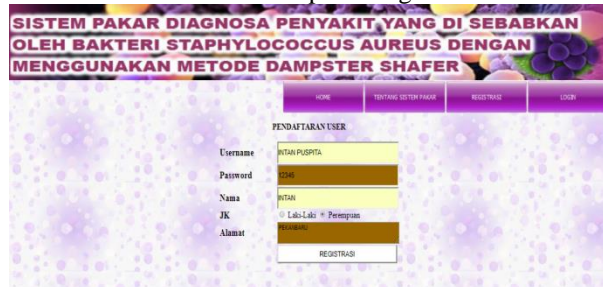 SISTEM PAKAR DIAGNOSA PENYAKIT YANG DI SEBABKAN
OLEH BAKTERI STAPHYLOCOCCUS AUREUS DENGAN
MENGGUNAKAN METODE DAMPSTER SHAFER
HOME TENTANG SISTEM PAKAR REGISTRASI LOGIN
PENDAFTARAN USER
Username INTAN PUSPITA
Password 12345
Nama INTAN
JK Laki-Laki Perempuan
Alamat PEKANBARU
REGISTRASI